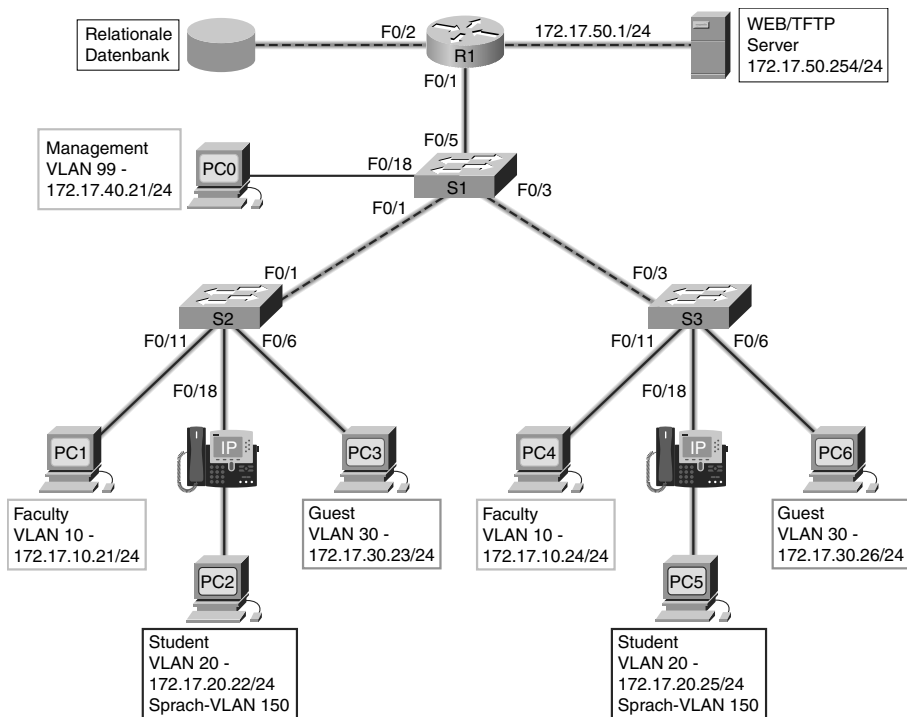 Relationale
Datenbank
F0/2
R1
172.17.50.1/24
WEB/TFTP
Server
172.17.50.254/24
F0/1
F0/5
Management
VLAN 99 -
172.17.40.21/24
PC0
F0/18
S1
F0/1
F0/3
F0/1
F0/3
S2
S3
F0/11
F0/6
F0/18
F0/11
F0/6
F0/18
PC1
IP
PC3
PC4
IP
PC6
Faculty
VLAN 10 -
172.17.10.21/24
Guest
VLAN 30 -
172.17.30.23/24
Faculty
VLAN 10 -
172.17.10.24/24
Guest
VLAN 30 -
172.17.30.26/24
PC2
PC5
Student
VLAN 20 -
172.17.20.22/24
Sprach-VLAN 150
Student
VLAN 20 -
172.17.20.25/24
Sprach-VLAN 150